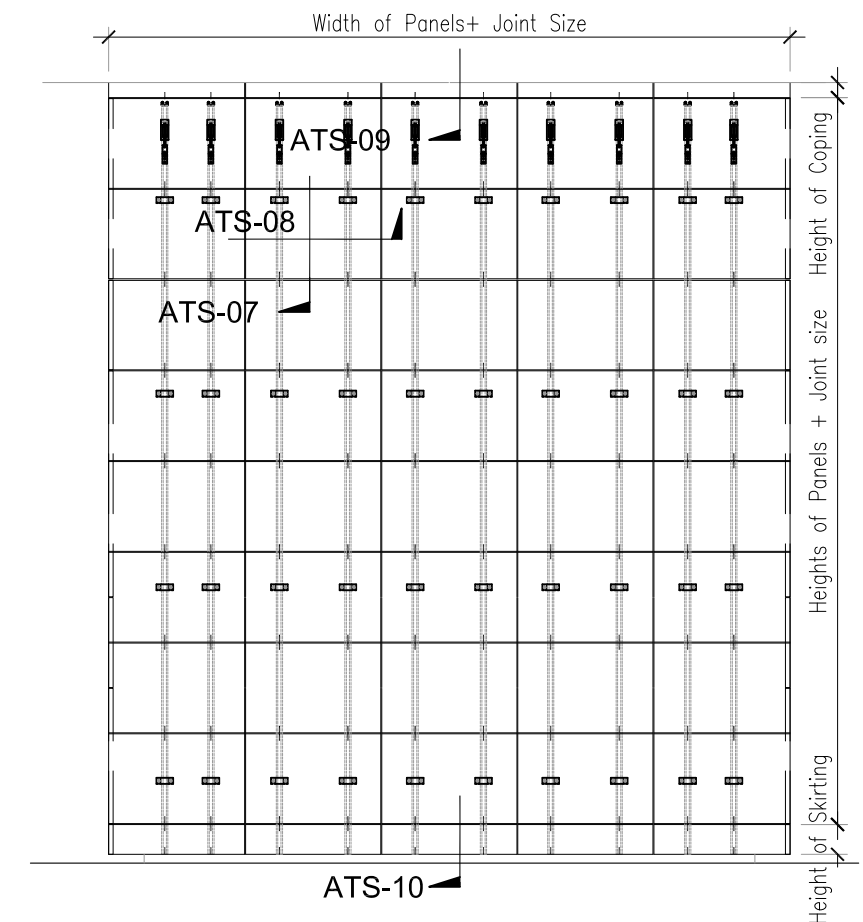 Width of Panels+ Joint Size
ATS-09
Height of Coping
ATS-08
ATS-07
Heights of Panels + Joint size
Height of Skirting
ATS-10